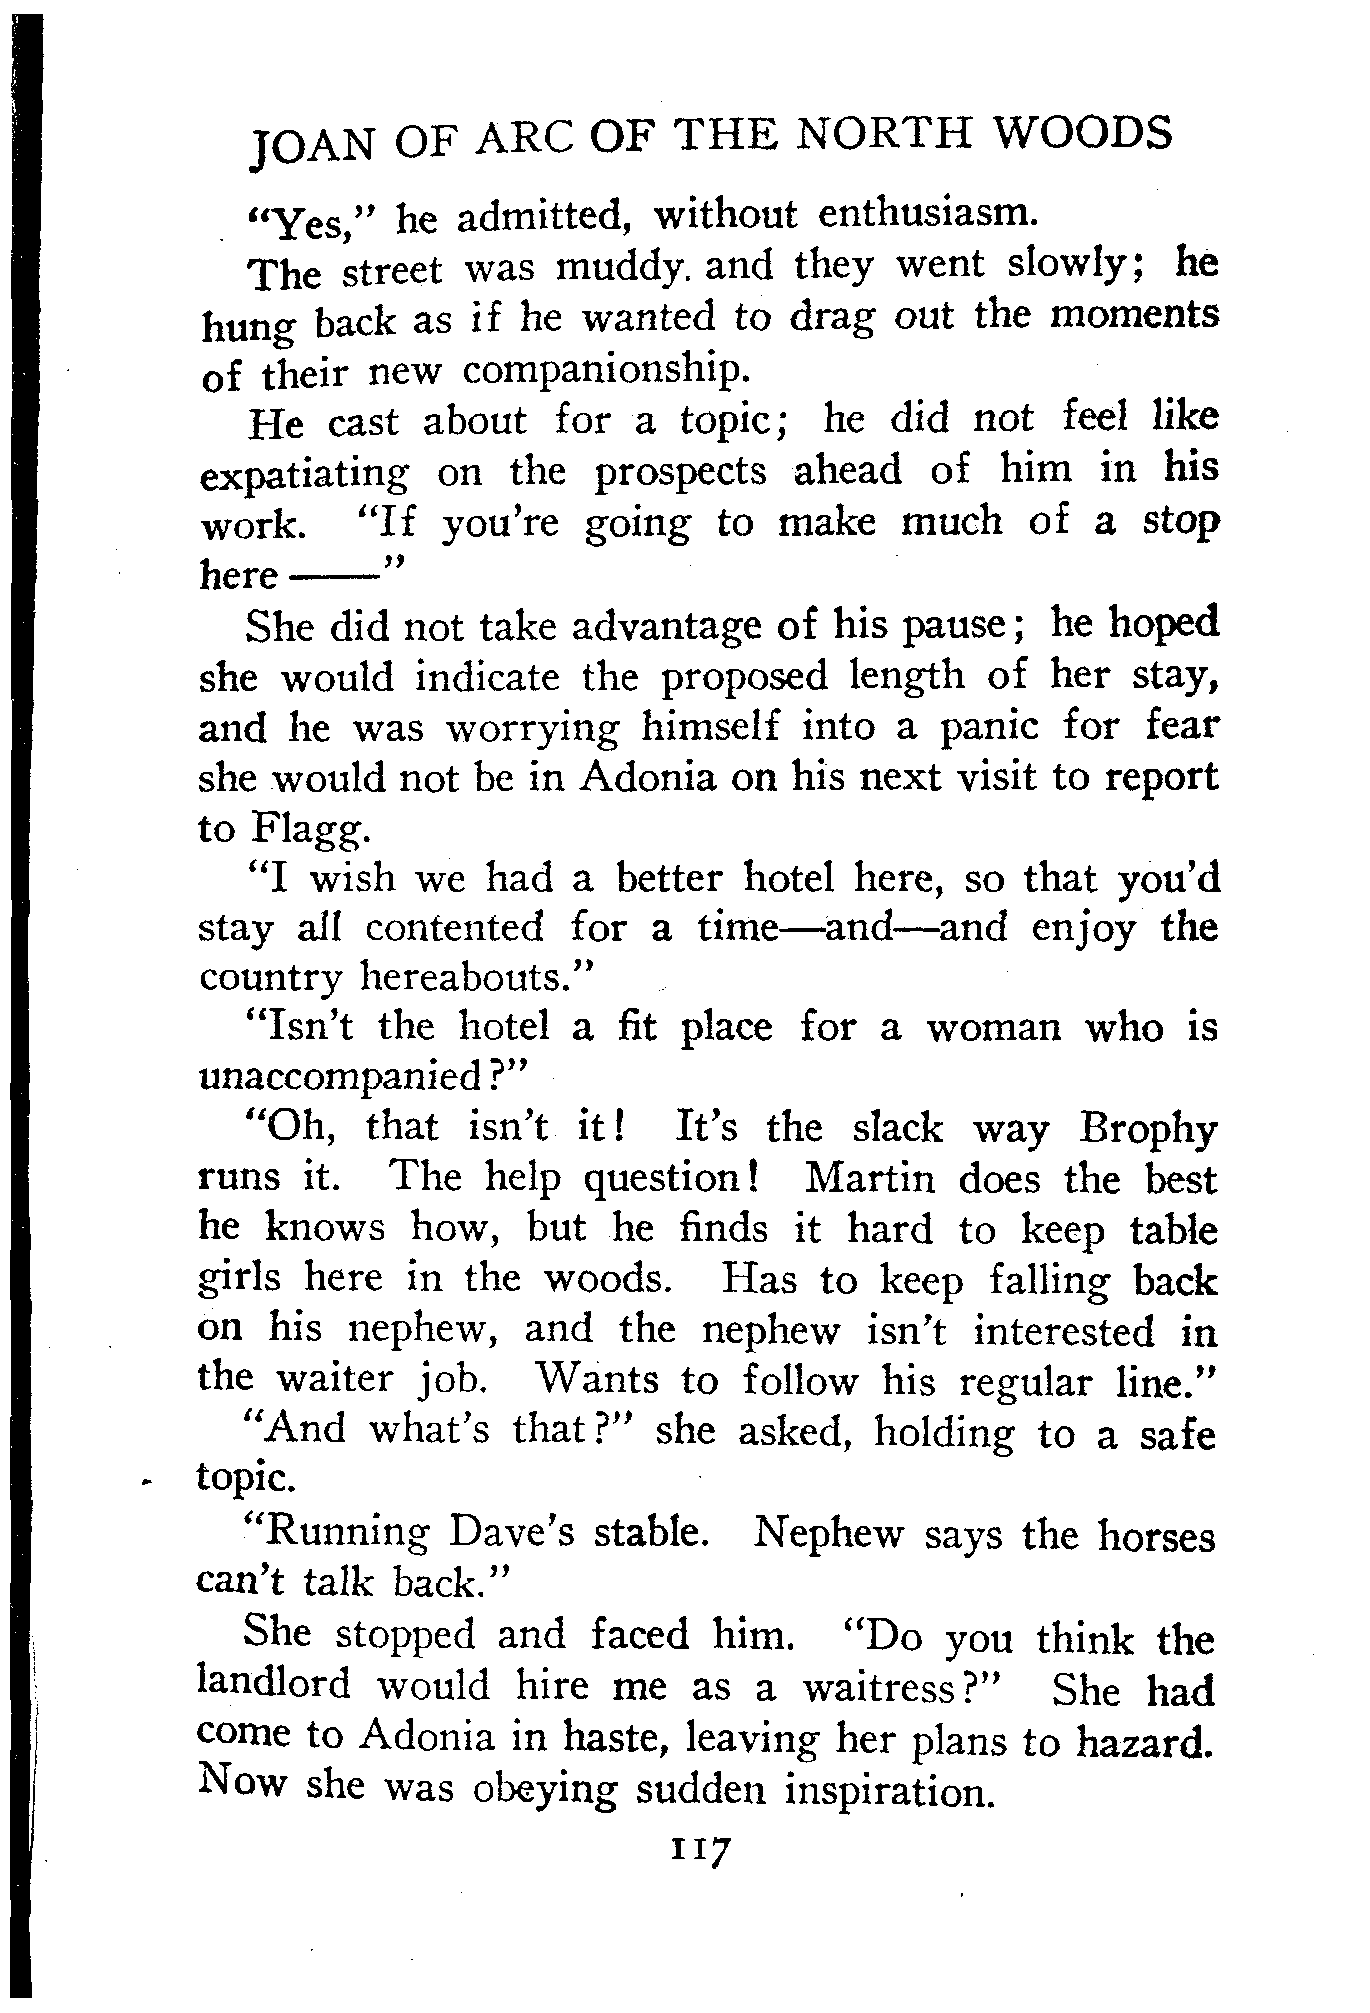 JOAN OF ARC OF THE NORTH WOODS
"Yes," he admitted, without enthusiasm.
The street was muddy. and they went slowly; he
hung back as if he wanted to drag out the moments
of their new companionship.
He cast about for a topic; he did not feel like
expatiating on the prospects ahead of him in his
work. "If you're going to make much of a stop
here ——"
She did not take advantage of his pause; he hoped
she would indicate the proposed length of her stay,
and he was worrying himself into a panic for fear
she would not be in Adonia on his next visit to report
to Flagg.
"I wish we had a better hotel here, so that you'd
stay all contented for a time—and—and enjoy the
country hereabouts."
"Isn't the hotel a fit place for a woman who is
unaccompanied?"
"Oh, that isn't it! It's the slack way Brophy
runs it. The help question! Martin does the best
he knows how, but he finds it hard to keep table
girls here in the woods. Has to keep falling back
on his nephew, and the nephew isn't interested in
the waiter job. Wants to follow his regular line."
"And what's that?" she asked, holding to a safe
topic.
"Running Dave's stable. Nephew says the horses
can't talk back."
She stopped and faced him. "Do you think the
landlord would hire me as a waitress?" She had
come to Adonia in haste, leaving her plans to hazard.
Now she was obeying sudden inspiration.
117